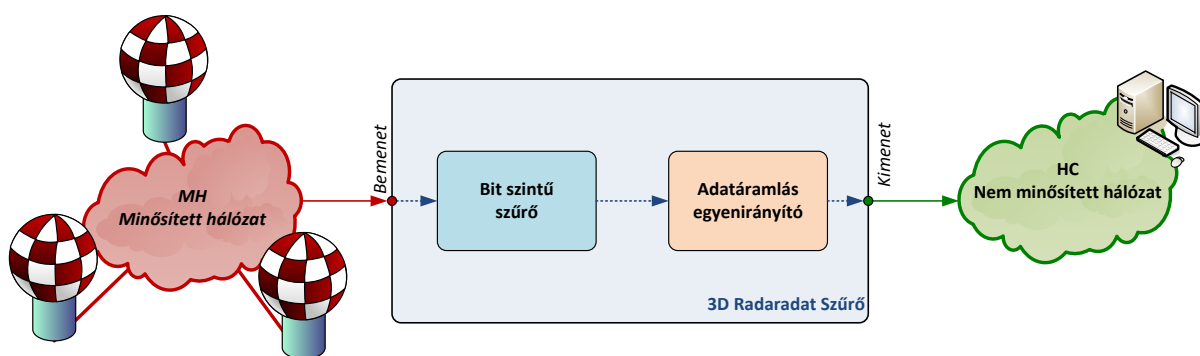 MH
Minősített hálózat
Bemenet
Bit szintű
szűrő
Adatáramlás
egyenirányító
Kimenet
3D Radaradat Szűrő
HC
Nem minősített hálózat